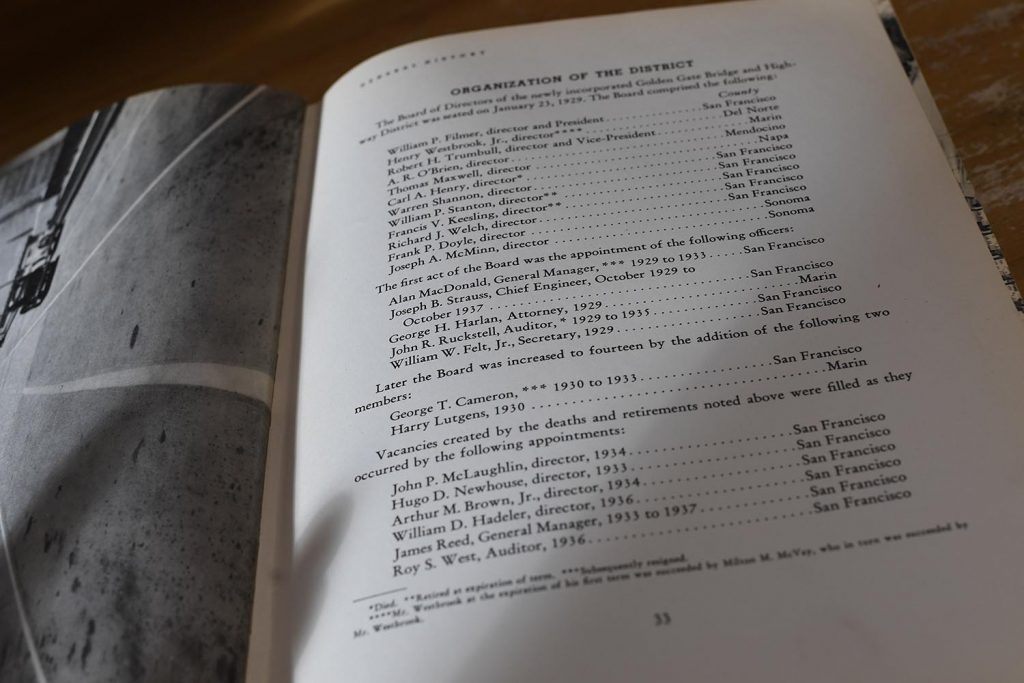 GENERAL HISTORY
ORGANIZATION OF THE DISTRICT
The Board of Directors of the newly incorporated Golden Gate Bridge and High-
way District was seated on January 23, 1929. The Board comprised the following:
County
William P. Filmer, director and President . . . . . . . . . . San Francisco
Henry Westbrook, Jr., director**** . . . . . . . . . . Del Norte
Robert H. Trumbull, director and Vice-President . . . . . . . . . . Marin
A. R. O'Brien, director . . . . . . . . . . Mendocino
Thomas Maxwell, director . . . . . . . . . . Napa
Carl A. Henry, director* . . . . . . . . . . San Francisco
Warren Shannon, director . . . . . . . . . . San Francisco
William P. Stanton, director** . . . . . . . . . . San Francisco
Francis V. Keesling, director** . . . . . . . . . . San Francisco
Richard J. Welch, director . . . . . . . . . . San Francisco
Frank P. Doyle, director . . . . . . . . . . Sonoma
Joseph A. McMinn, director . . . . . . . . . . Sonoma
The first act of the Board was the appointment of the following officers:
Alan MacDonald, General Manager, *** 1929 to 1933 . . . . . San Francisco
Joseph B. Strauss, Chief Engineer, October 1929 to
October 1937 . . . . . . . . . . San Francisco
George H. Harlan, Attorney, 1929 . . . . . . . . . . Marin
John R. Ruckstell, Auditor, * 1929 to 1935 . . . . . . . . . . San Francisco
William W. Felt, Jr., Secretary, 1929 . . . . . . . . . . San Francisco
Later the Board was increased to fourteen by the addition of the following two
members:
George T. Cameron, *** 1930 to 1933 . . . . . . . . . . San Francisco
Harry Lutgens, 1930 . . . . . . . . . . Marin
Vacancies created by the deaths and retirements noted above were filled as they
occurred by the following appointments:
John P. McLaughlin, director, 1934 . . . . . . . . . . San Francisco
Hugo D. Newhouse, director, 1933 . . . . . . . . . . San Francisco
Arthur M. Brown, Jr., director, 1934 . . . . . . . . . . San Francisco
William D. Hadeler, director, 1936 . . . . . . . . . . San Francisco
James Reed, General Manager, 1933 to 1937 . . . . . . . . . . San Francisco
Roy S. West, Auditor, 1936 . . . . . . . . . . San Francisco
*Died. **Retired at expiration of term. ***Subsequently resigned.
****Mr. Westbrook at the expiration of his first term was succeeded by Milton M. McVay, who in turn was succeeded by
Mr. Westbrook.
33